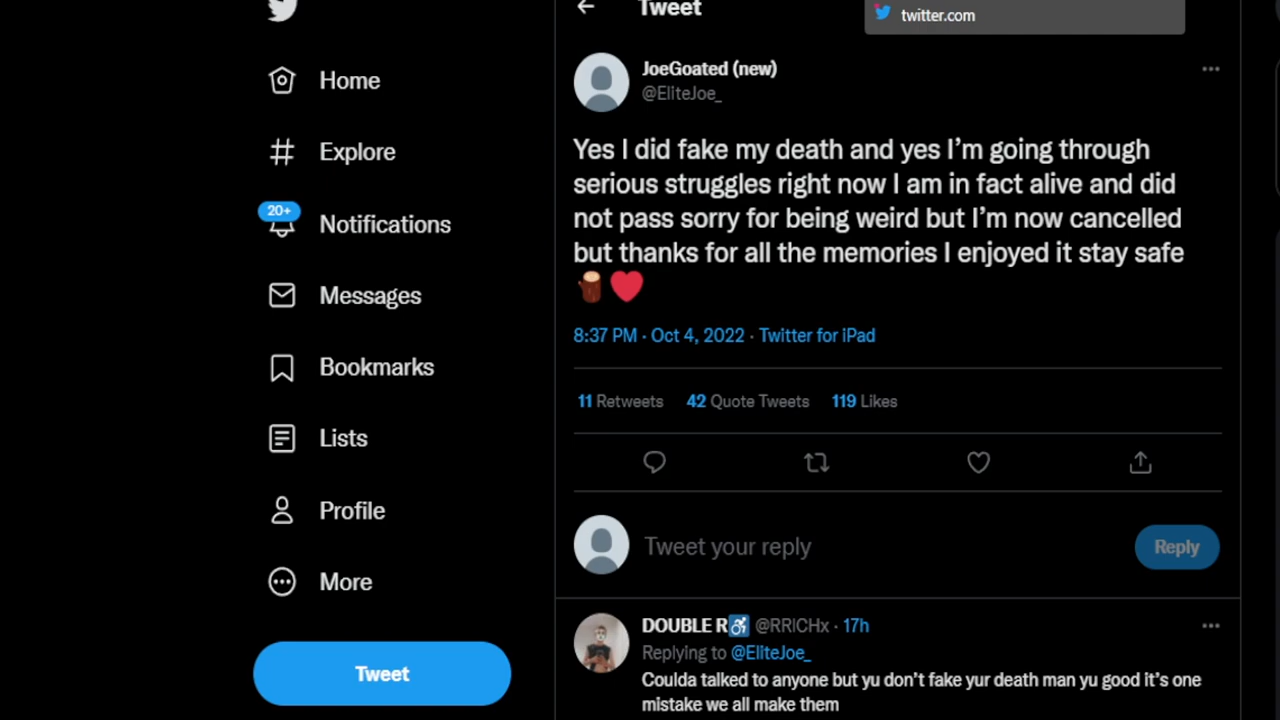 Tweet
twitter.com
Home
Explore
20+
Notifications
Messages
Bookmarks
Lists
Profile
More
Tweet
JoeGoated (new)
@EliteJoe_
Yes I did fake my death and yes I’m going through
serious struggles right now I am in fact alive and did
not pass sorry for being weird but I’m now cancelled
but thanks for all the memories I enjoyed it stay safe
🪵❤️
8:37 PM · Oct 4, 2022 · Twitter for iPad
11 Retweets 42 Quote Tweets 119 Likes
Tweet your reply
Reply
DOUBLE R♿ @RRICHx · 17h
Replying to @EliteJoe_
Coulda talked to anyone but yu don’t fake yur death man yu good it’s one
mistake we all make them